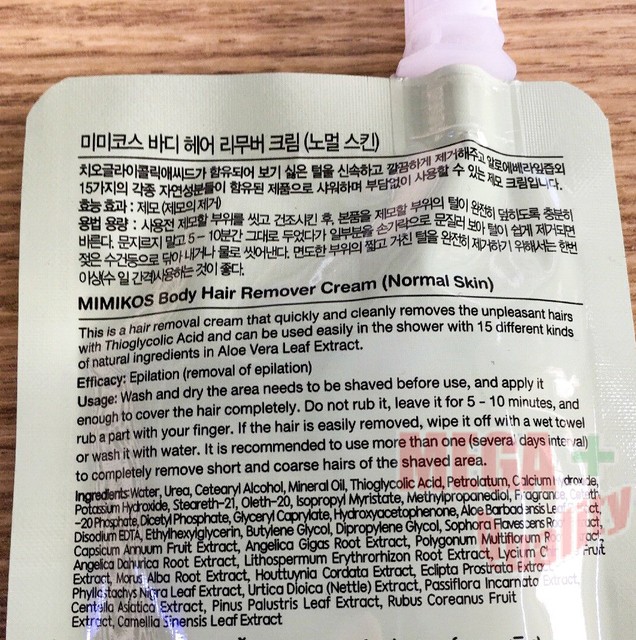 미미코스 바디 헤어 리무버 크림 (노멀 스킨)
치오글라이콜릭애씨드가 함유되어 보기 싫은 털을 신속하고 깔끔하게 제거해주고 알로에베라잎즙외
15가지의 각종 자연성분들이 함유된 제품으로 샤워하며 부담없이 사용할 수 있는 제모 크림입니다.
효능 효과 : 제모 (체모의 제거)
용법 용량 : 사용전 제모할 부위를 씻고 건조시킨 후, 본품을 제모할 부위의 털이 완전히 덮히도록 충분히
바른다. 문지르지 말고 5 - 10분간 그대로 두었다가 일부분을 손가락으로 문질러 보아 털이 쉽게 제거되면
젖은 수건등으로 닦아 내거나 물로 씻어낸다. 면도한 부위의 짧고 거친 털을 완전히 제거하기 위해서는 한번
이상(수 일 간격)사용하는 것이 좋다.
MIMIKOS Body Hair Remover Cream (Normal Skin)
This is a hair removal cream that quickly and cleanly removes the unpleasant hairs
with Thioglycolic Acid and can be used easily in the shower with 15 different kinds
of natural ingredients in Aloe Vera Leaf Extract.
Efficacy: Epilation (removal of epilation)
Usage: Wash and dry the area needs to be shaved before use, and apply it
enough to cover the hair completely. Do not rub it, leave it for 5 - 10 minutes, and
rub a part with your finger. If the hair is easily removed, wipe it off with a wet towel
or wash it with water. It is recommended to use more than one (several days interval)
to completely remove short and coarse hairs of the shaved area.
Ingredients: Water, Urea, Cetearyl Alcohol, Mineral Oil, Thioglycolic Acid, Petrolatum, Calcium Hydroxide,
Potassium Hydroxide, Steareth-21, Oleth-20, Isopropyl Myristate, Methylpropanediol, Fragrance, Ceteth
-20 Phosphate, Dicetyl Phosphate, Glyceryl Caprylate, Hydroxyacetophenone, Aloe Barbadensis Leaf Extract,
Disodium EDTA, Ethylhexylglycerin, Butylene Glycol, Dipropylene Glycol, Sophora Flavescens Root Extract,
Capsicum Annuum Fruit Extract, Angelica Gigas Root Extract, Polygonum Multiflorum Root Extract,
Angelica Dahurica Root Extract, Lithospermum Erythrorhizon Root Extract, Lycium Fruit
Extract, Morus Alba Root Extract, Houttuynia Cordata Extract, Eclipta Prostrata Extract,
Phyllostachys Nigra Leaf Extract, Urtica Dioica (Nettle) Extract, Passiflora Incarnata Extract,
Centella Asiatica Extract, Pinus Palustris Leaf Extract, Rubus Coreanus Fruit
Extract, Camellia Sinensis Leaf Extract